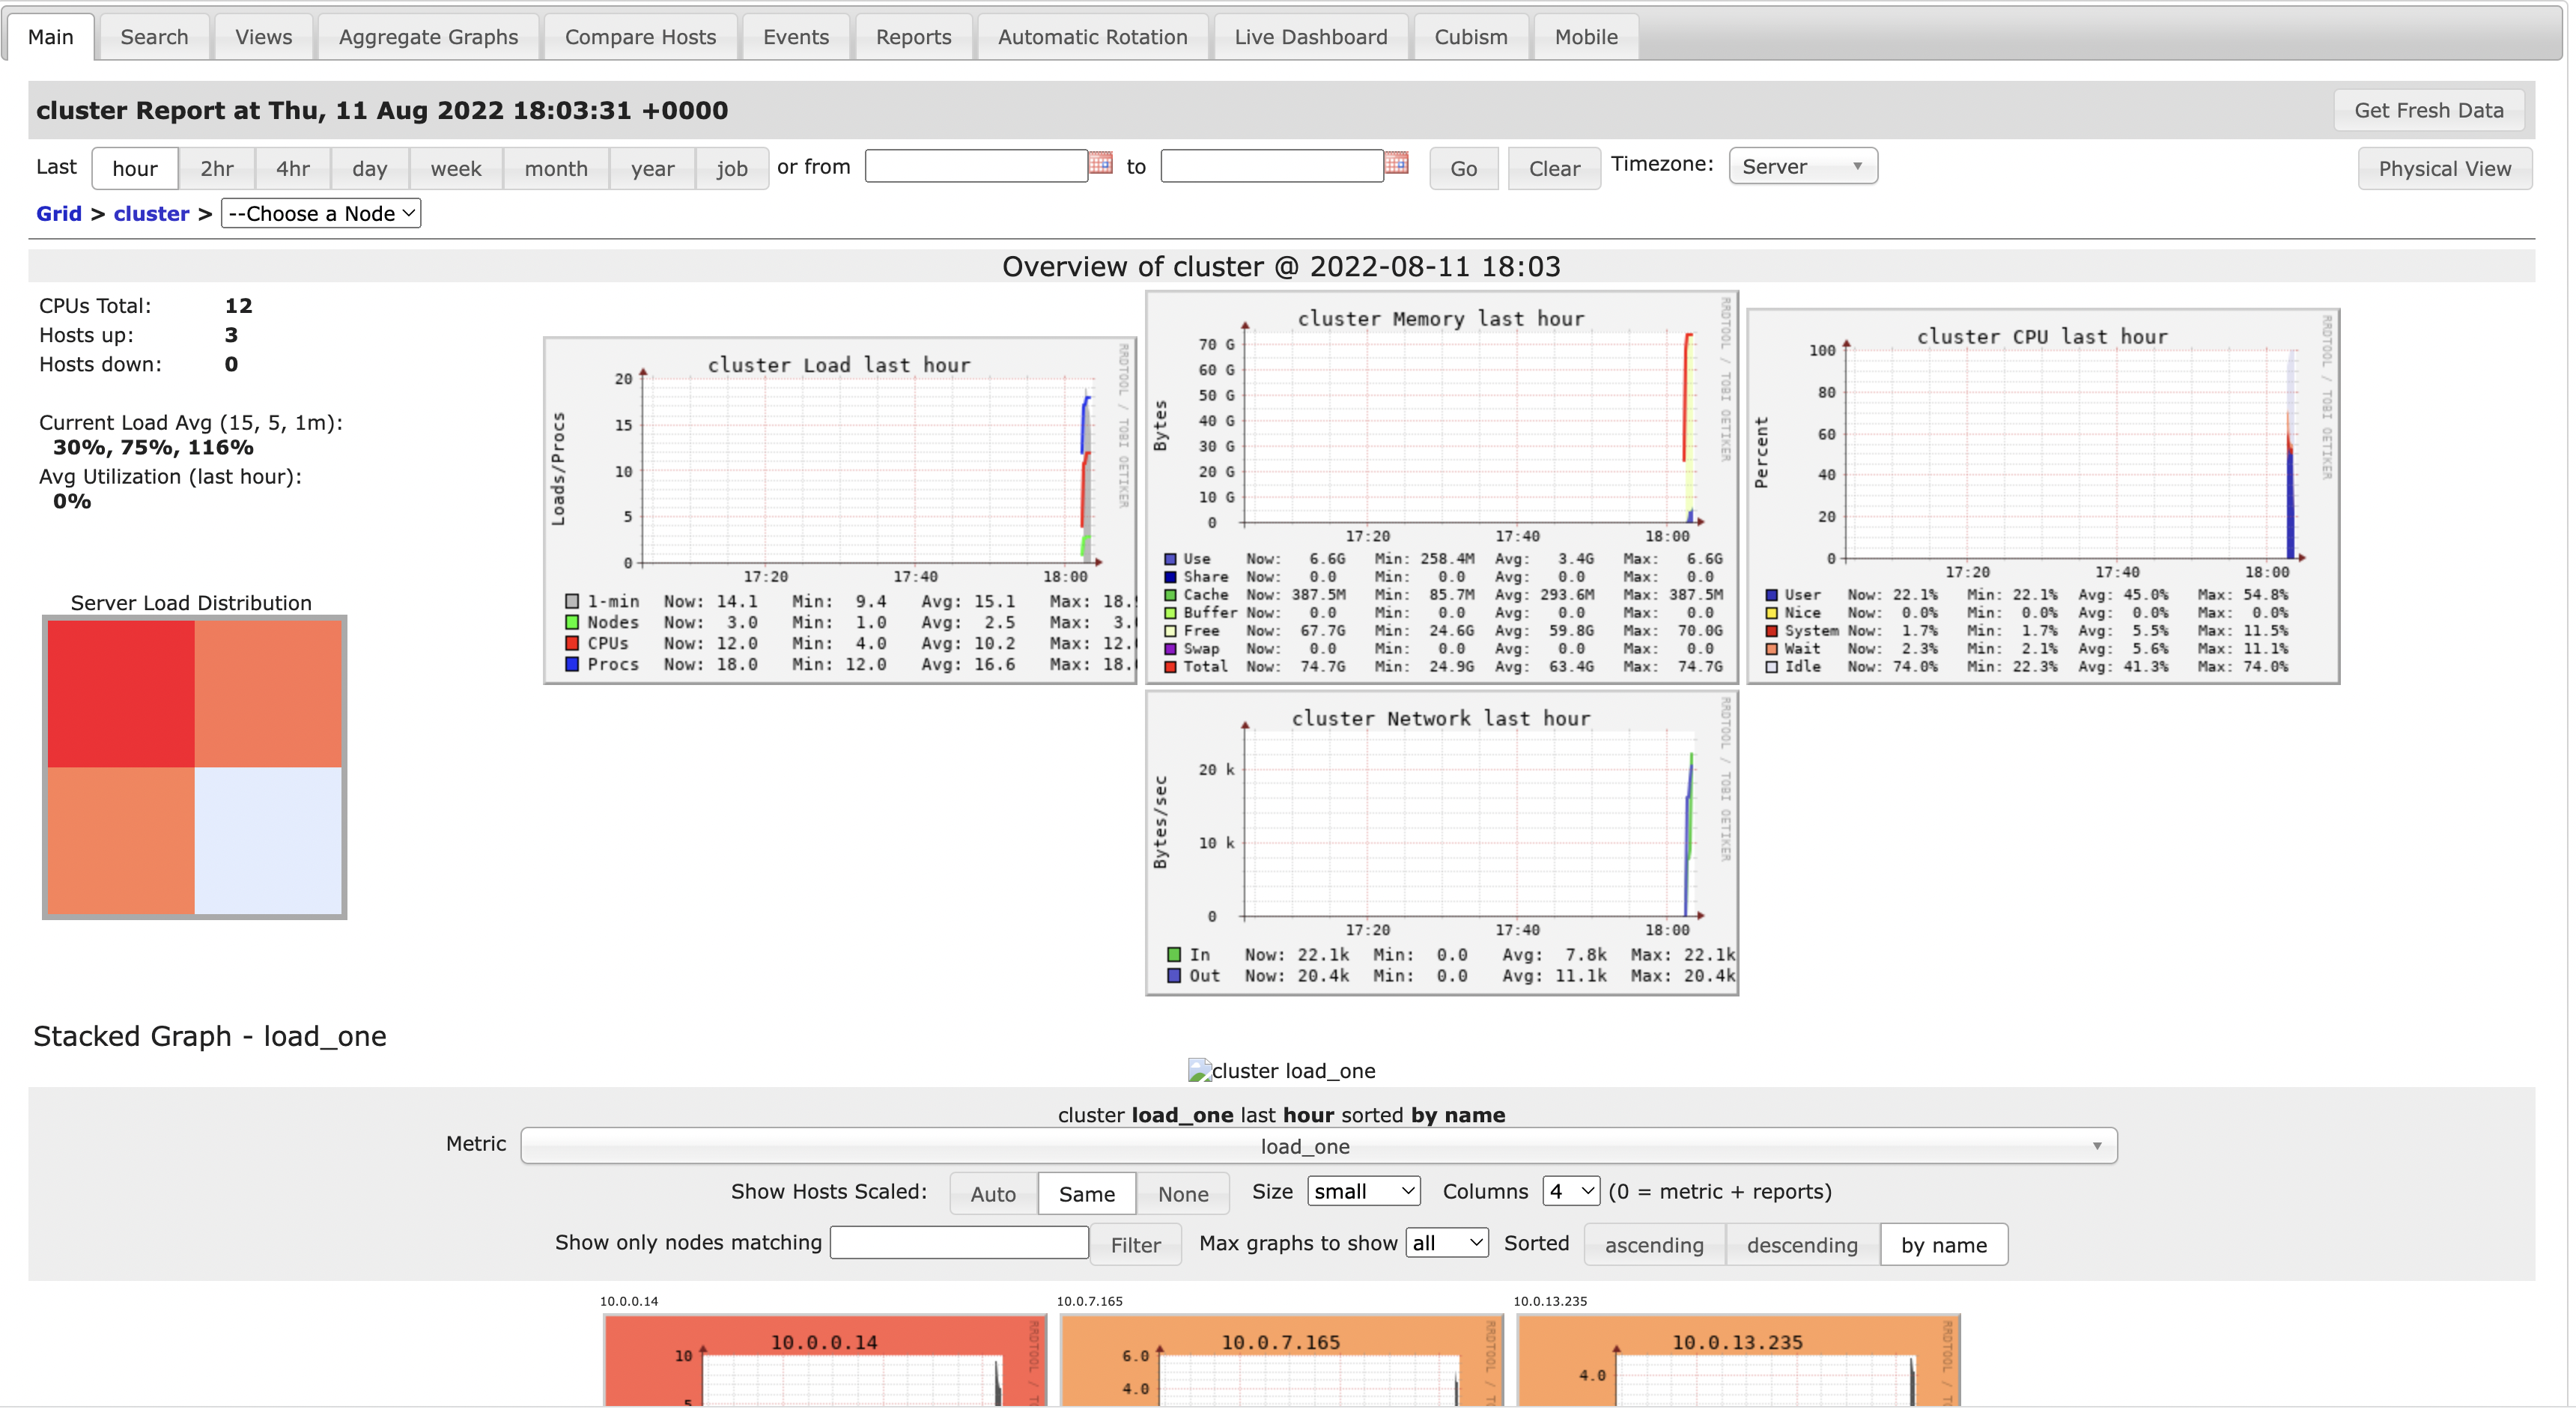 Main Search Views Aggregate Graphs Compare Hosts Events Reports Automatic Rotation Live Dashboard Cubism Mobile
cluster Report at Thu, 11 Aug 2022 18:03:31 +0000 Get Fresh Data
Last hour 2hr 4hr day week month year job or from to Go Clear Timezone: Server Physical View
Grid > cluster > --Choose a Node
Overview of cluster @ 2022-08-11 18:03
CPUs Total: 12
Hosts up: 3
Hosts down: 0
Current Load Avg (15, 5, 1m):
30%, 75%, 116%
Avg Utilization (last hour):
0%
Server Load Distribution
cluster Load last hour
RRDTOOL / TOBI OETIKER
Loads/Procs
20
15
10
5
0
17:20 17:40 18:00
1-min Now: 14.1 Min: 9.4 Avg: 15.1 Max: 18.
Nodes Now: 3.0 Min: 1.0 Avg: 2.5 Max: 3.
CPUs Now: 12.0 Min: 4.0 Avg: 10.2 Max: 12.
Procs Now: 18.0 Min: 12.0 Avg: 16.6 Max: 18.
cluster Memory last hour
RRDTOOL / TOBI OETIKER
Bytes
70 G
60 G
50 G
40 G
30 G
20 G
10 G
0
17:20 17:40 18:00
Use Now: 6.6G Min: 258.4M Avg: 3.4G Max: 6.6G
Share Now: 0.0 Min: 0.0 Avg: 0.0 Max: 0.0
Cache Now: 387.5M Min: 85.7M Avg: 293.6M Max: 387.5M
Buffer Now: 0.0 Min: 0.0 Avg: 0.0 Max: 0.0
Free Now: 67.7G Min: 24.6G Avg: 59.8G Max: 70.0G
Swap Now: 0.0 Min: 0.0 Avg: 0.0 Max: 0.0
Total Now: 74.7G Min: 24.9G Avg: 63.4G Max: 74.7G
cluster CPU last hour
RRDTOOL / TOBI OETIKER
Percent
100
80
60
40
20
0
17:20 17:40 18:00
User Now: 22.1% Min: 22.1% Avg: 45.0% Max: 54.8%
Nice Now: 0.0% Min: 0.0% Avg: 0.0% Max: 0.0%
System Now: 1.7% Min: 1.7% Avg: 5.5% Max: 11.5%
Wait Now: 2.3% Min: 2.1% Avg: 5.6% Max: 11.1%
Idle Now: 74.0% Min: 22.3% Avg: 41.3% Max: 74.0%
cluster Network last hour
RRDTOOL / TOBI OETIKER
Bytes/sec
20 k
10 k
0
17:20 17:40 18:00
In Now: 22.1k Min: 0.0 Avg: 7.8k Max: 22.1k
Out Now: 20.4k Min: 0.0 Avg: 11.1k Max: 20.4k
Stacked Graph - load_one
cluster load_one
cluster load_one last hour sorted by name
Metric load_one
Show Hosts Scaled: Auto Same None Size small Columns 4 (0 = metric + reports)
Show only nodes matching Filter Max graphs to show all Sorted ascending descending by name
10.0.0.14 10.0.7.165 10.0.13.235
10.0.0.14
RRDTOOL /
10
10.0.7.165
RRDTOOL /
6.0
4.0
10.0.13.235
RRDTOOL /
4.0